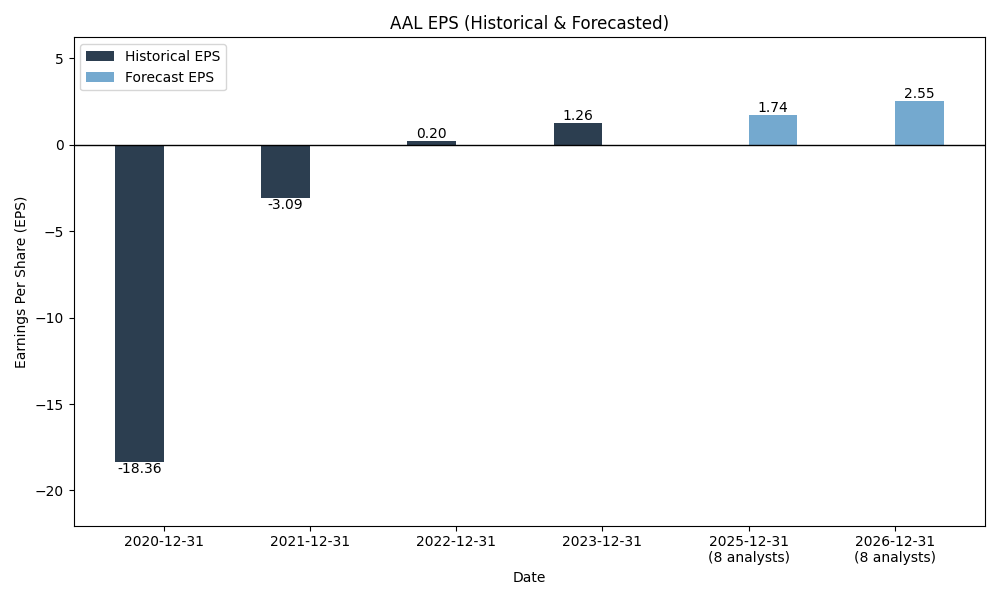 AAL EPS (Historical & Forecasted)
Historical EPS
Forecast EPS
Earnings Per Share (EPS)
5
0
−5
−10
−15
−20
-18.36
-3.09
0.20
1.26
1.74
2.55
2020-12-31
2021-12-31
2022-12-31
2023-12-31
2025-12-31
(8 analysts)
2026-12-31
(8 analysts)
Date